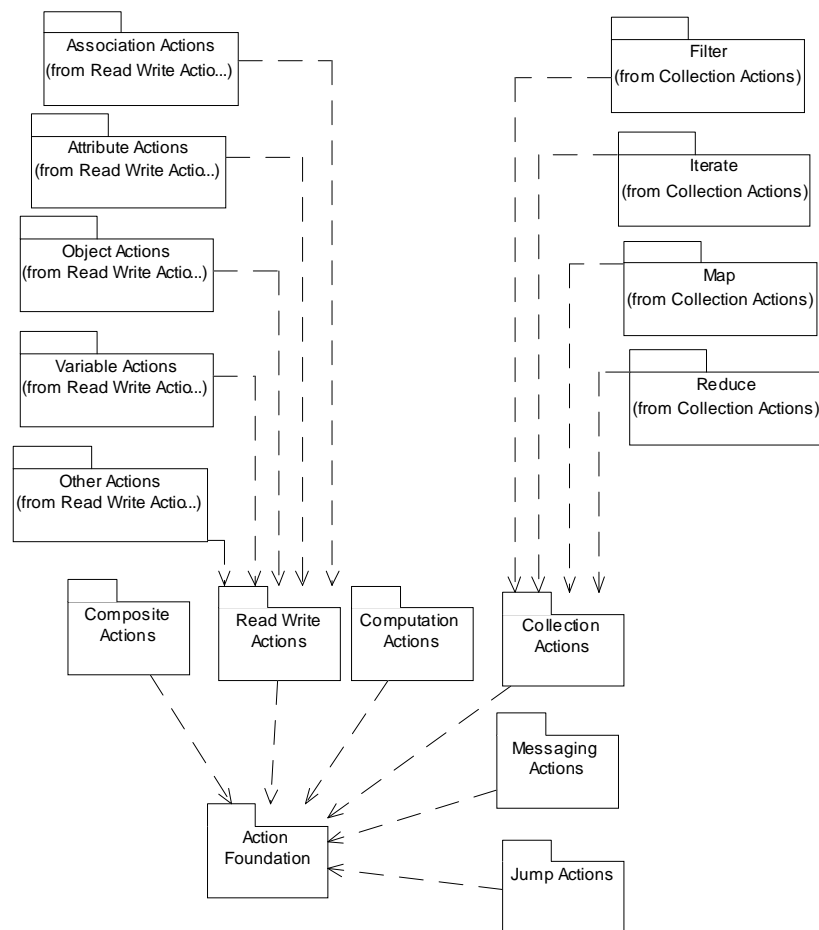 Association Actions
(from Read Write Actio...)
Filter
(from Collection Actions)
Attribute Actions
(from Read Write Actio...)
Iterate
(from Collection Actions)
Object Actions
(from Read Write Actio...)
Map
(from Collection Actions)
Variable Actions
(from Read Write Actio...)
Reduce
(from Collection Actions)
Other Actions
(from Read Write Actio...)
Composite
Actions
Read Write
Actions
Computation
Actions
Collection
Actions
Messaging
Actions
Action
Foundation
Jump Actions